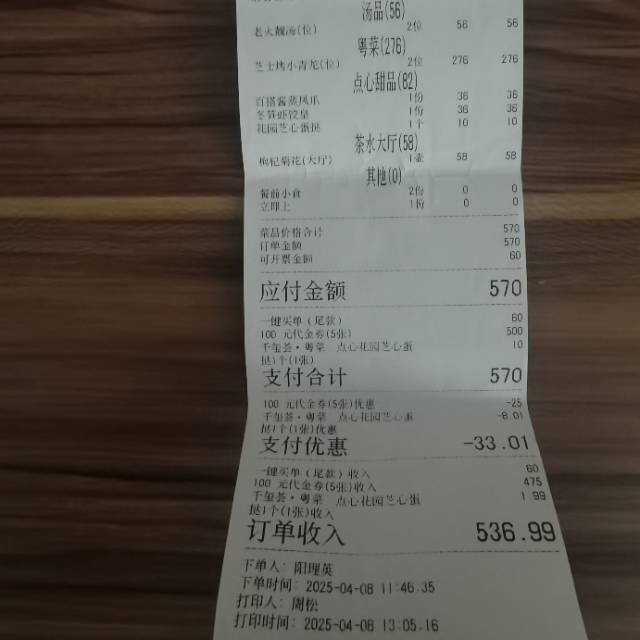 汤品(56)
老火靓汤(位) 2位 56 56
粤菜(276)
芝士烤小青龙(位) 2位 276 276
点心甜品(82)
百搭酱蒸凤爪 1份 36 36
冬笋虾饺皇 1份 36 36
花园芝心蛋挞 1个 10 10
茶水大厅(58)
枸杞菊花(大厅) 1壶 58 58
其他(0)
餐前小食 2份 0 0
立即上 1份 0 0
菜品价格合计 570
订单金额 570
可开票金额 60
应付金额 570
一键买单(尾款) 60
100 元代金券(5张) 500
千玺荟·粤菜 点心花园芝心蛋 10
挞1个(1张)
支付合计 570
100 元代金券(5张)优惠 -25
千玺荟·粤菜 点心花园芝心蛋 -8.01
挞1个(1张)优惠
支付优惠 -33.01
一键买单(尾款)收入 60
100 元代金券(5张)收入 475
千玺荟·粤菜 点心花园芝心蛋 1.99
挞1个(1张)收入
订单收入 536.99
下单人: 阳理英
下单时间: 2025-04-08 11:46:35
打印人: 周松
打印时间: 2025-04-08 13:05:16